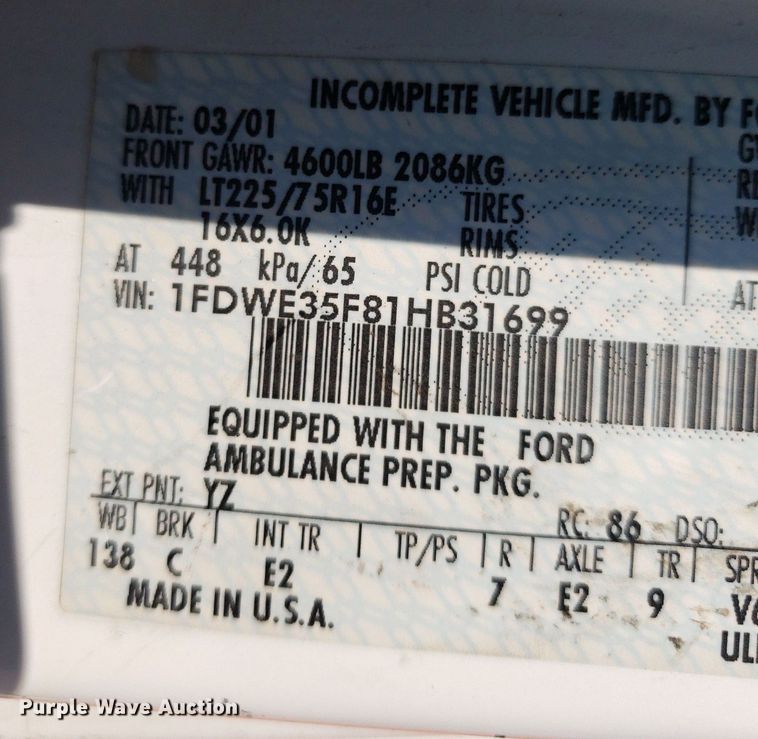 INCOMPLETE VEHICLE MFD. BY
DATE: 03/01
FRONT GAWR: 4600LB 2086KG
WITH LT225/75R16E TIRES
16X6.0K RIMS
AT 448 kPa/65 PSI COLD AT
VIN: 1FDWE35F81HB31699
EQUIPPED WITH THE FORD
AMBULANCE PREP. PKG.
EXT PNT: YZ RC: 86 DSO:
WB BRK INT TR TP/PS R AXLE TR SPR
138 C E2 7 E2 9
MADE IN U.S.A.
Purple Wave Auction